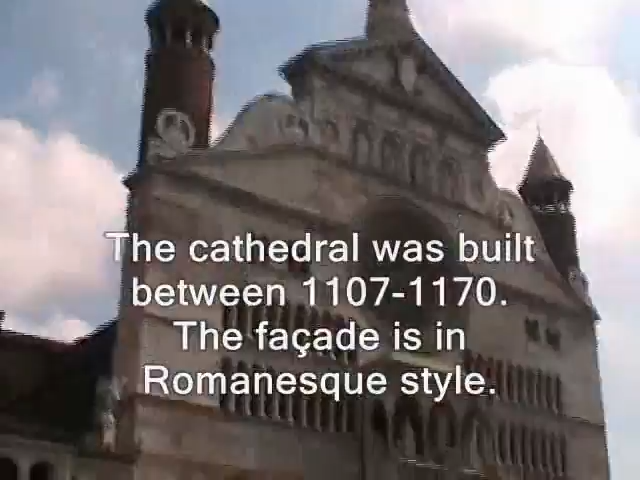 The cathedral was built
between 1107-1170.
The façade is in
Romanesque style.